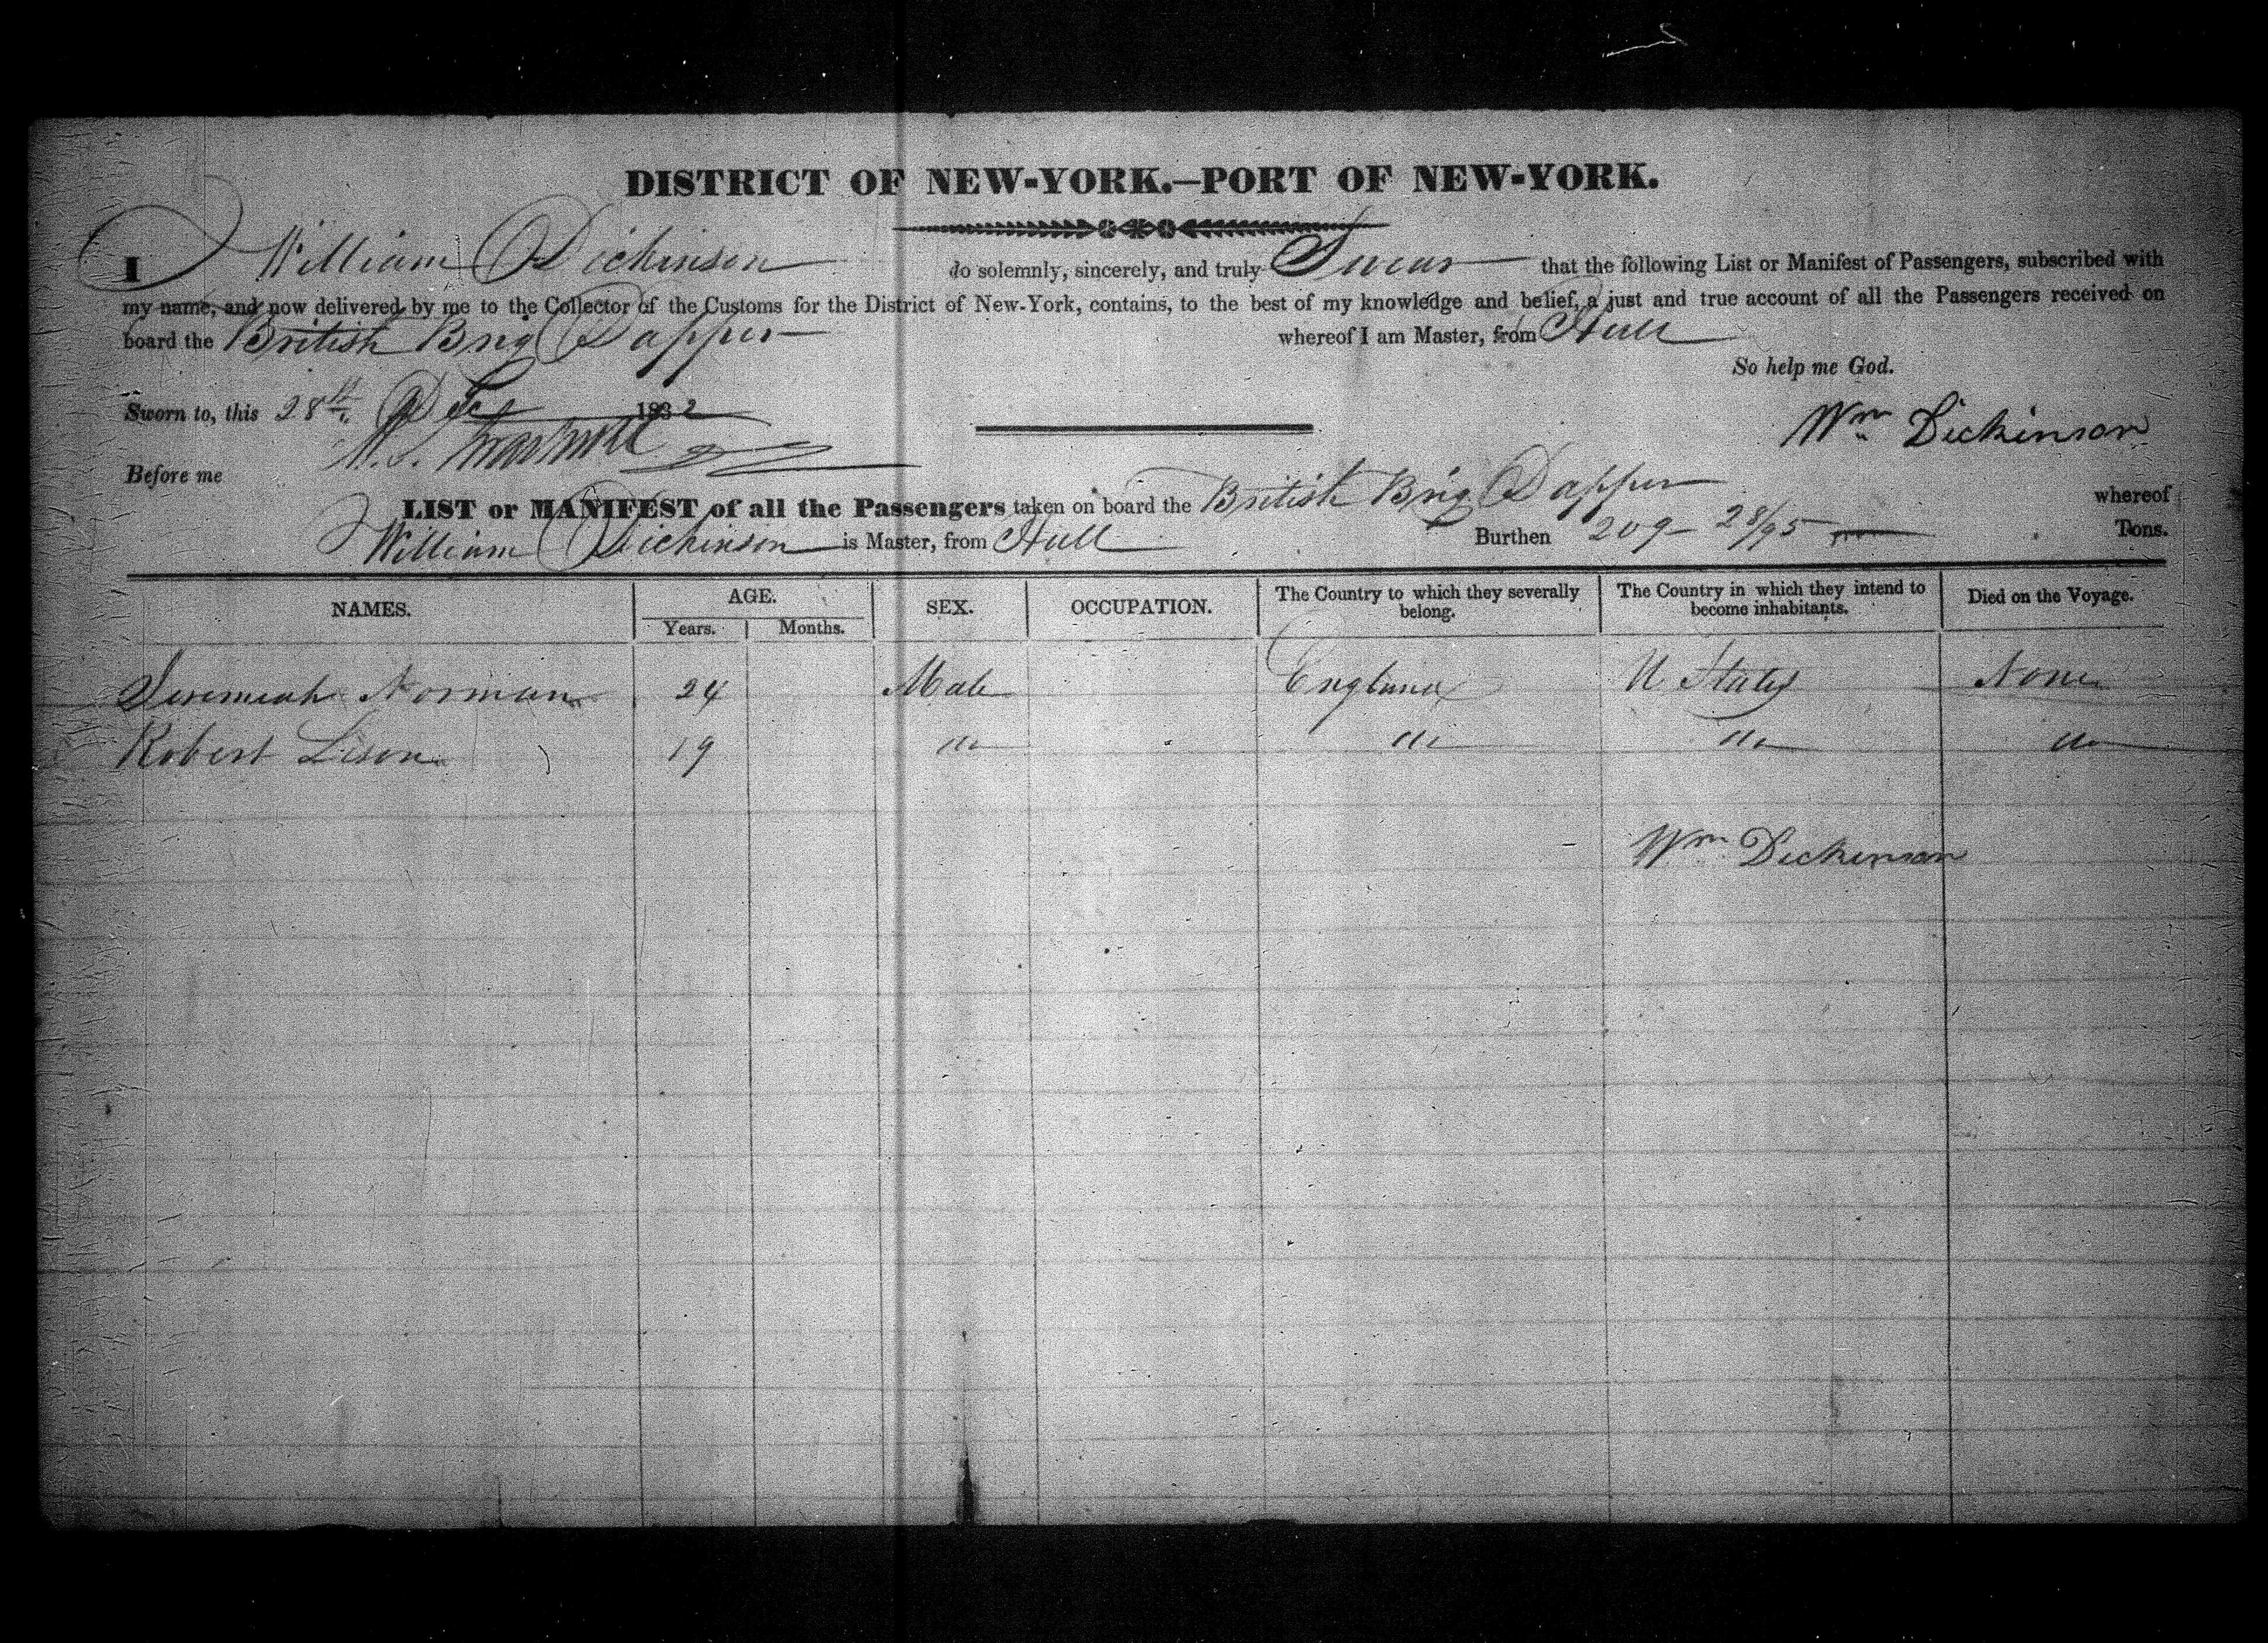 DISTRICT OF NEW-YORK.—PORT OF NEW-YORK.
I William Dickinson do solemnly, sincerely, and truly Swear that the following List or Manifest of Passengers, subscribed with
my name, and now delivered by me to the Collector of the Customs for the District of New-York, contains, to the best of my knowledge and belief, a just and true account of all the Passengers received on
board the British Brig Dapper whereof I am Master, from Hull
So help me God.
Sworn to, this 28th Dec 1832
Wm Dickinson
Before me
LIST or MANIFEST of all the Passengers taken on board the British Brig Dapper whereof
William Dickinson is Master, from Hull Burthen 209 28/95 Tons.
NAMES. AGE. SEX. OCCUPATION. The Country to which they severally belong. The Country in which they intend to become inhabitants. Died on the Voyage.
Years. Months.
Jeremiah Norman 24 Male England U States None
Robert Lison 19 do do do do
Wm Dickinson